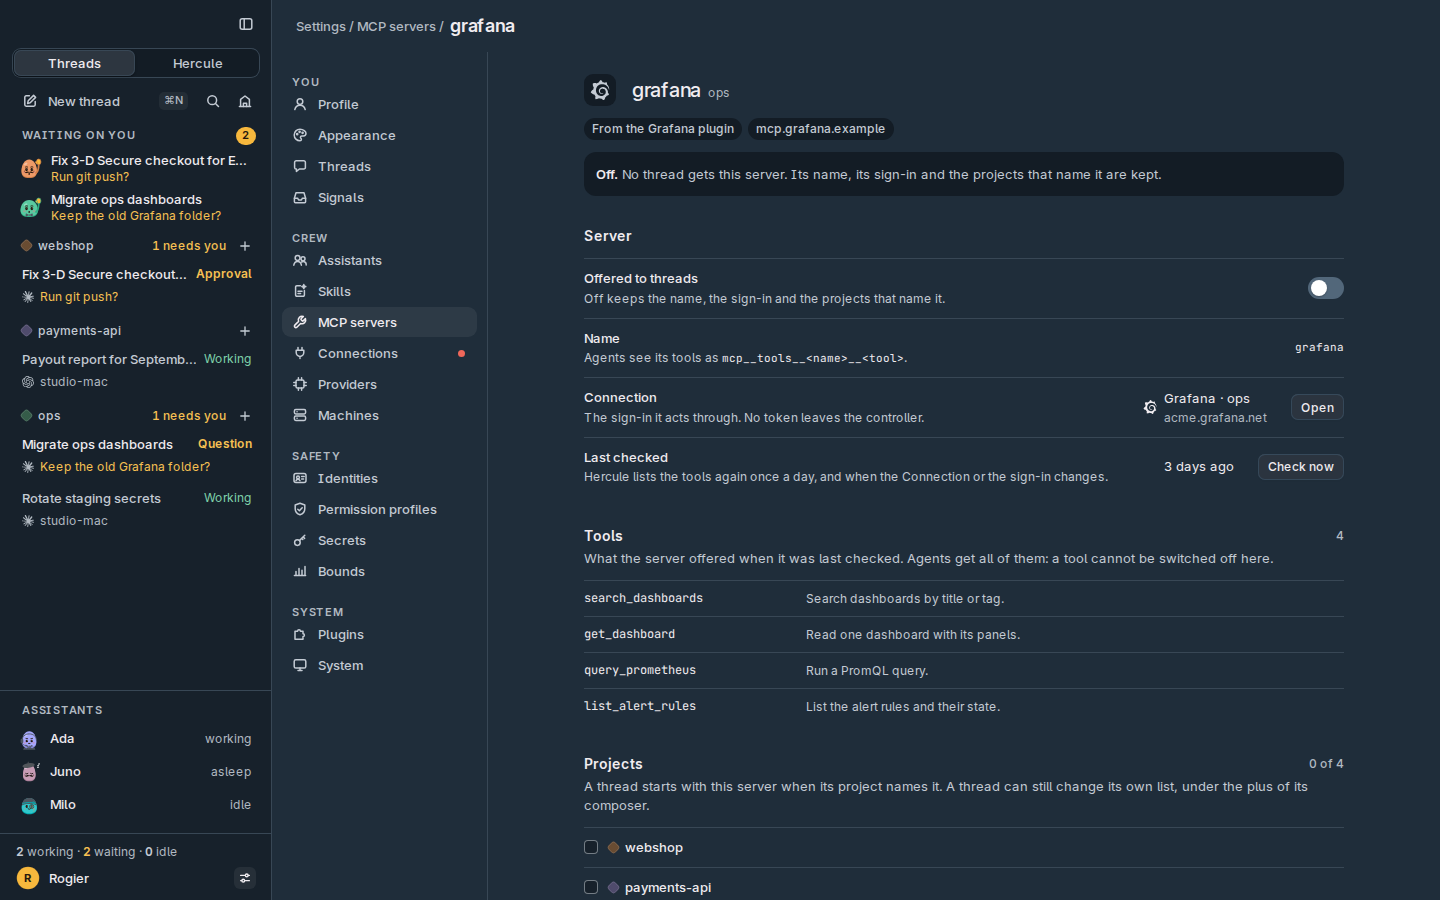 Threads
Hercule
New thread
⌘N
WAITING ON YOU
2
Fix 3-D Secure checkout for E...
Run git push?
Migrate ops dashboards
Keep the old Grafana folder?
webshop
1 needs you
Fix 3-D Secure checkout...
Approval
Run git push?
payments-api
Payout report for Septemb...
Working
studio-mac
ops
1 needs you
Migrate ops dashboards
Question
Keep the old Grafana folder?
Rotate staging secrets
Working
studio-mac
ASSISTANTS
Ada
working
Juno
asleep
Milo
idle
2 working · 2 waiting · 0 idle
R
Rogier
Settings / MCP servers / grafana
YOU
Profile
Appearance
Threads
Signals
CREW
Assistants
Skills
MCP servers
Connections
Providers
Machines
SAFETY
Identities
Permission profiles
Secrets
Bounds
SYSTEM
Plugins
System
grafana ops
From the Grafana plugin
mcp.grafana.example
Off. No thread gets this server. Its name, its sign-in and the projects that name it are kept.
Server
Offered to threads
Off keeps the name, the sign-in and the projects that name it.
Name
Agents see its tools as mcp__tools__<name>__<tool>.
grafana
Connection
The sign-in it acts through. No token leaves the controller.
Grafana · ops
acme.grafana.net
Open
Last checked
Hercule lists the tools again once a day, and when the Connection or the sign-in changes.
3 days ago
Check now
Tools
4
What the server offered when it was last checked. Agents get all of them: a tool cannot be switched off here.
search_dashboards
Search dashboards by title or tag.
get_dashboard
Read one dashboard with its panels.
query_prometheus
Run a PromQL query.
list_alert_rules
List the alert rules and their state.
Projects
0 of 4
A thread starts with this server when its project names it. A thread can still change its own list, under the plus of its
composer.
webshop
payments-api